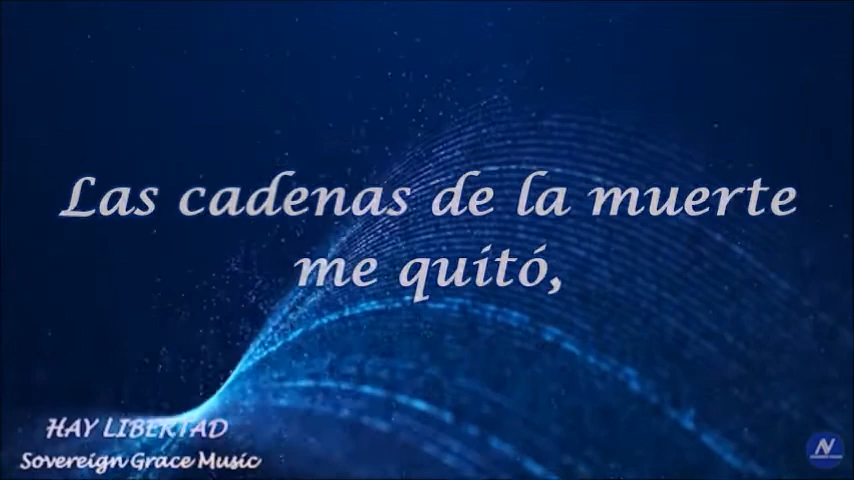 Las cadenas de la muerte
me quitó,
HAY LIBERTAD
Sovereign Grace Music